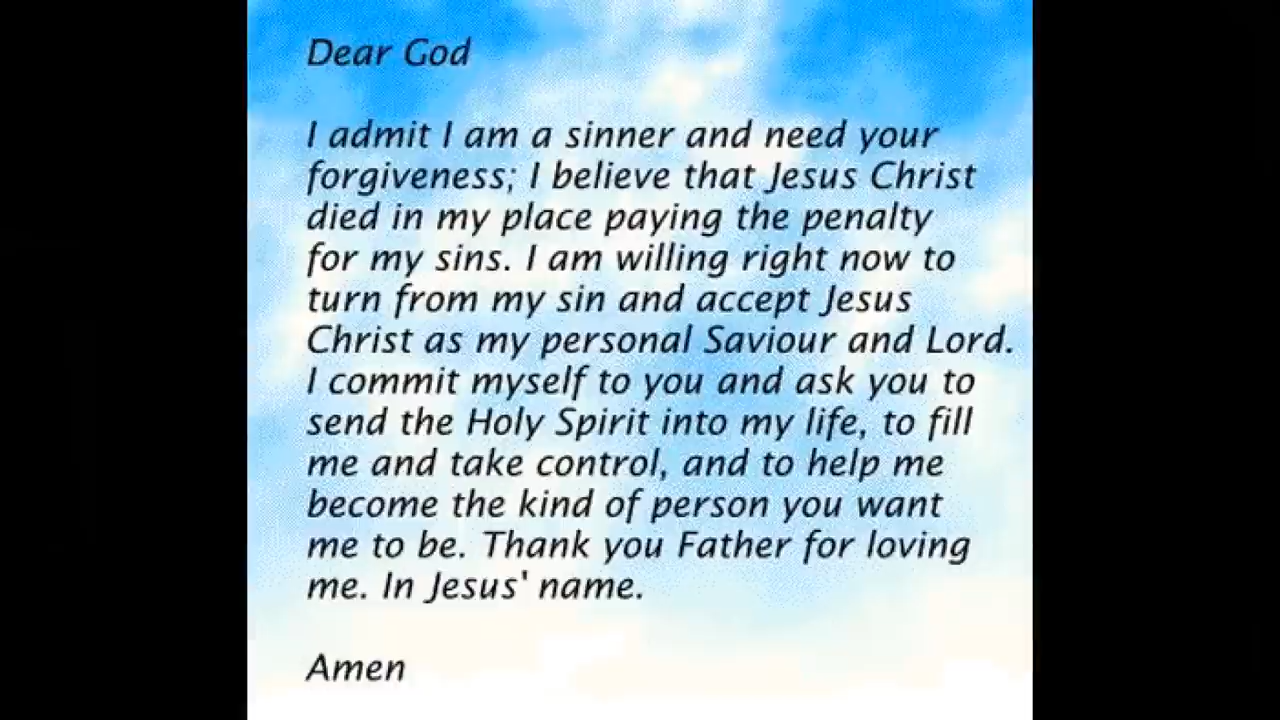 Dear God
I admit I am a sinner and need your
forgiveness; I believe that Jesus Christ
died in my place paying the penalty
for my sins. I am willing right now to
turn from my sin and accept Jesus
Christ as my personal Saviour and Lord.
I commit myself to you and ask you to
send the Holy Spirit into my life, to fill
me and take control, and to help me
become the kind of person you want
me to be. Thank you Father for loving
me. In Jesus' name.
Amen